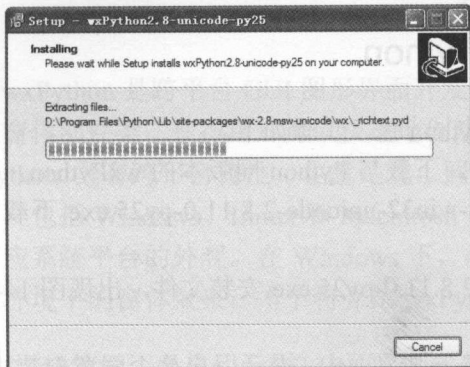 Setup - wxPython2.8-unicode-py25
Installing
Please wait while Setup installs wxPython2.8-unicode-py25 on your computer.
Extracting files...
D:\Program Files\Python\Lib\site-packages\wx-2.8-msw-unicode\wx\_richtext.pyd
Cancel